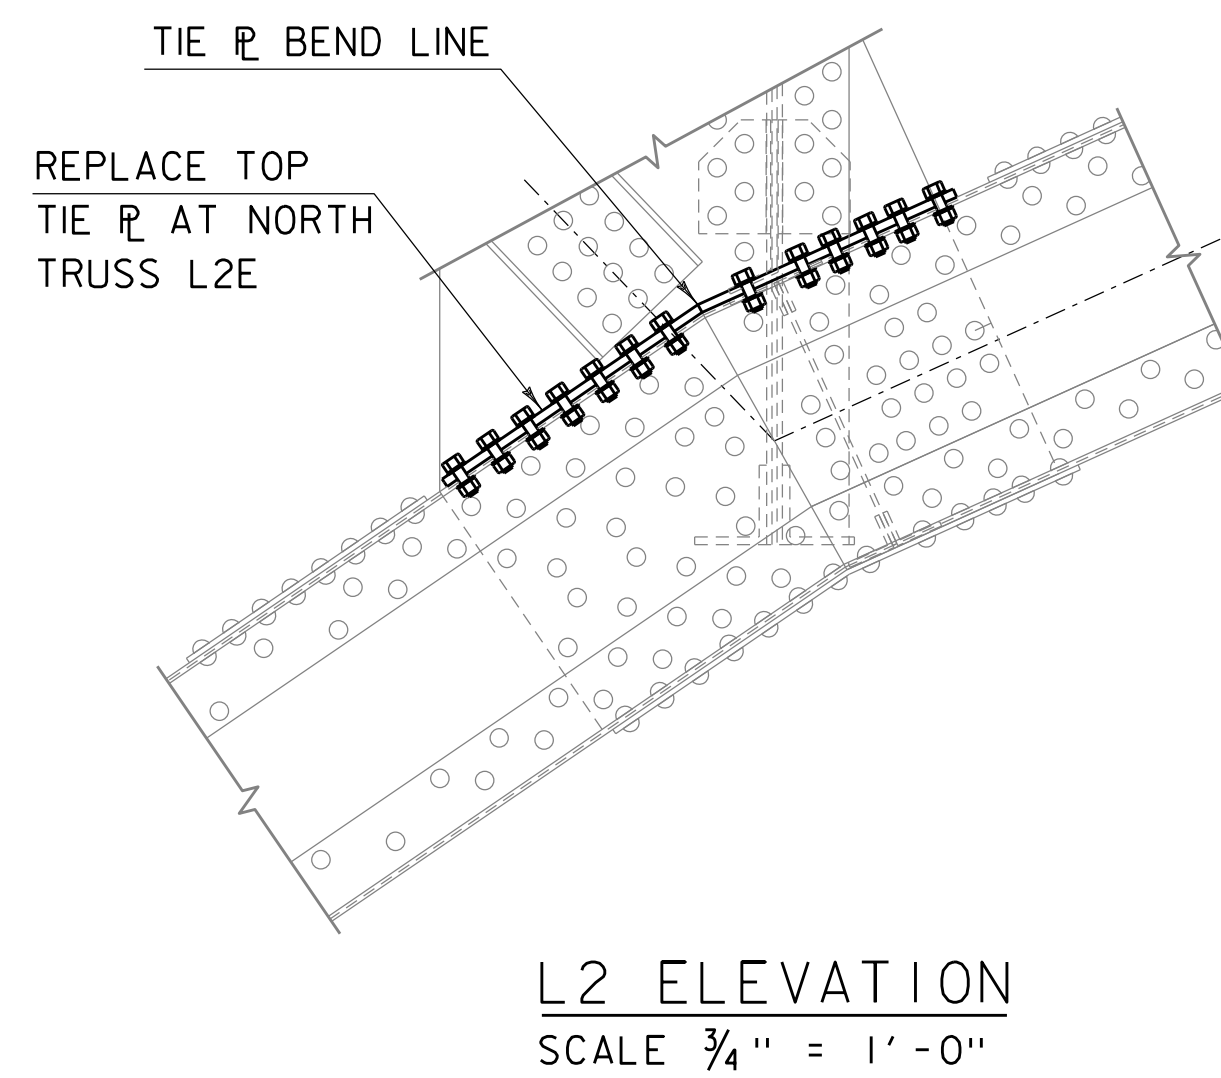 TIE ⅊ BEND LINE
REPLACE TOP
TIE ⅊ AT NORTH
TRUSS L2E
L2 ELEVATION
SCALE 3/4" = 1'-0"